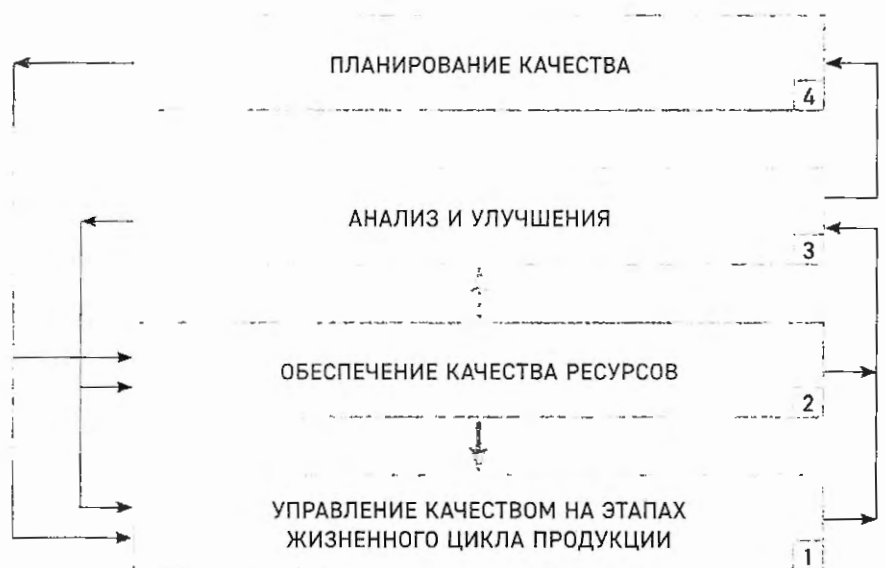 ПЛАНИРОВАНИЕ КАЧЕСТВА
4
АНАЛИЗ И УЛУЧШЕНИЯ
3
ОБЕСПЕЧЕНИЕ КАЧЕСТВА РЕСУРСОВ
2
УПРАВЛЕНИЕ КАЧЕСТВОМ НА ЭТАПАХ
ЖИЗНЕННОГО ЦИКЛА ПРОДУКЦИИ
1